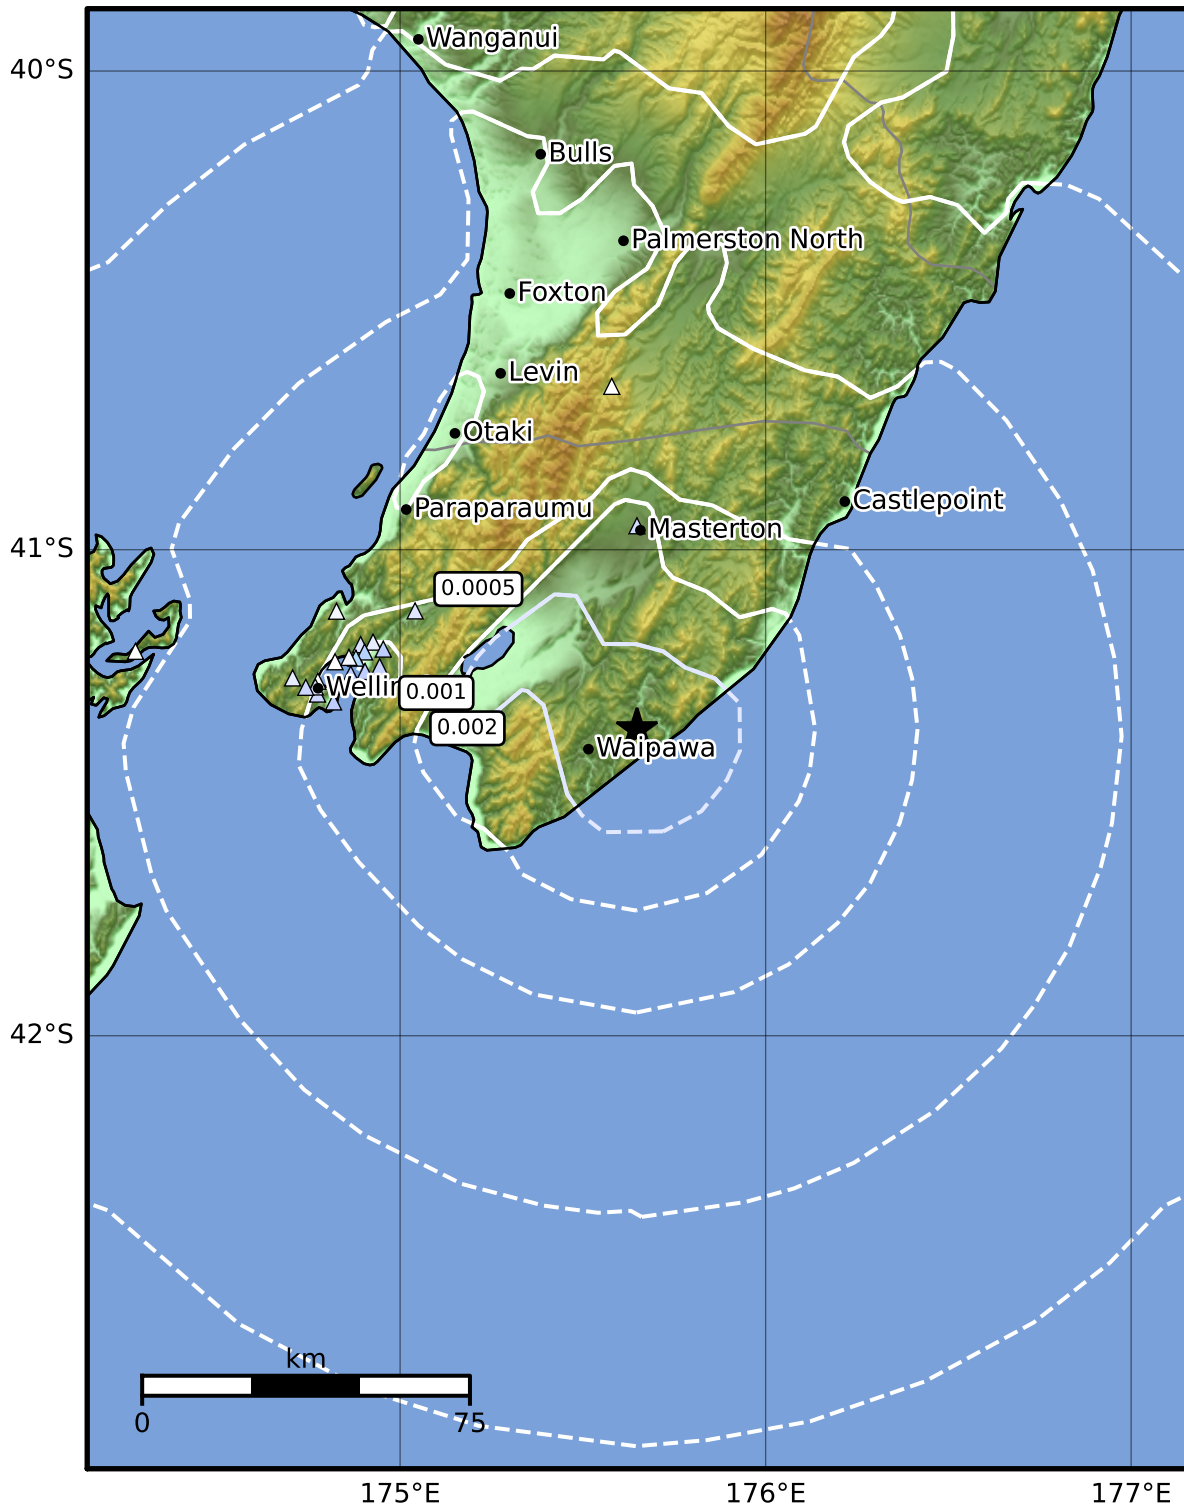 Wanganui
40°S
Bulls
Palmerston North
Foxton
Levin
Otaki
Castlepoint
Paraparaumu
Masterton
41°S
0.0005
Wellin
0.001
0.002
Waipawa
42°S
km
0
75
175°E
176°E
177°E